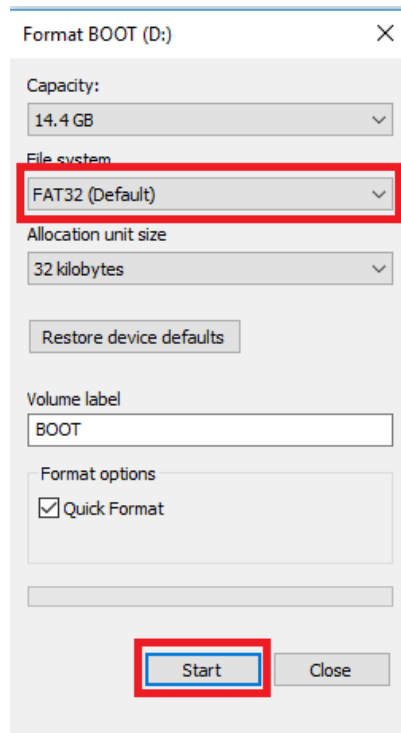 Format BOOT (D:)
Capacity:
14.4 GB
File system
FAT32 (Default)
Allocation unit size
32 kilobytes
Restore device defaults
Volume label
BOOT
Format options
Quick Format
Start Close